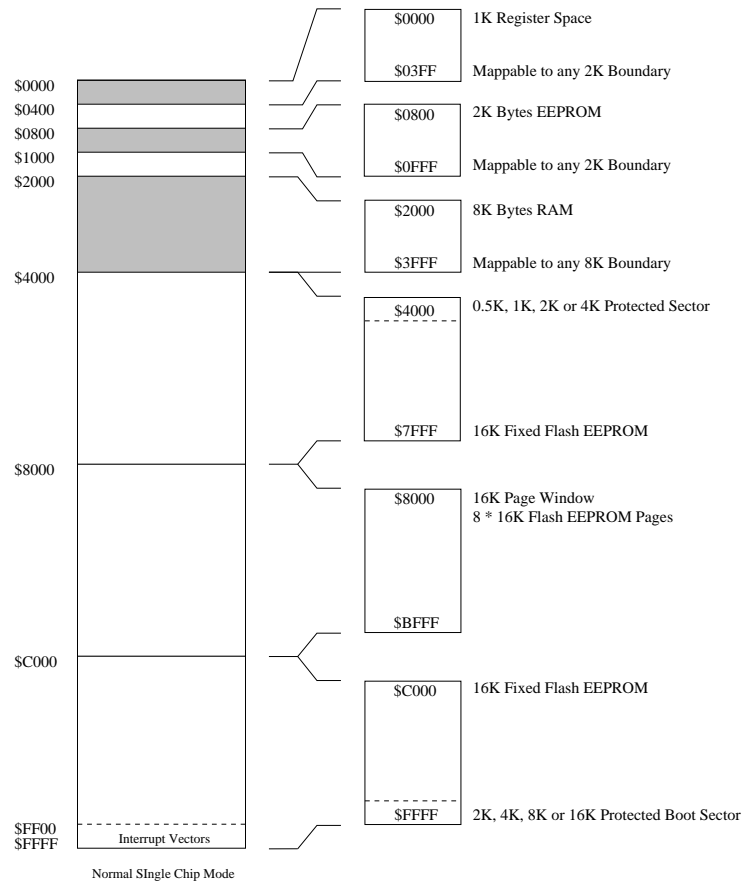 $0000 1K Register Space
$03FF Mappable to any 2K Boundary
$0000
$0400
$0800
$1000
$2000
$4000
$8000
$C000
$FF00
$FFFF
Interrupt Vectors
Normal SIngle Chip Mode
$0800 2K Bytes EEPROM
$0FFF Mappable to any 2K Boundary
$2000 8K Bytes RAM
$3FFF Mappable to any 8K Boundary
$4000 0.5K, 1K, 2K or 4K Protected Sector
$7FFF 16K Fixed Flash EEPROM
$8000 16K Page Window
8 * 16K Flash EEPROM Pages
$BFFF
$C000 16K Fixed Flash EEPROM
$FFFF 2K, 4K, 8K or 16K Protected Boot Sector